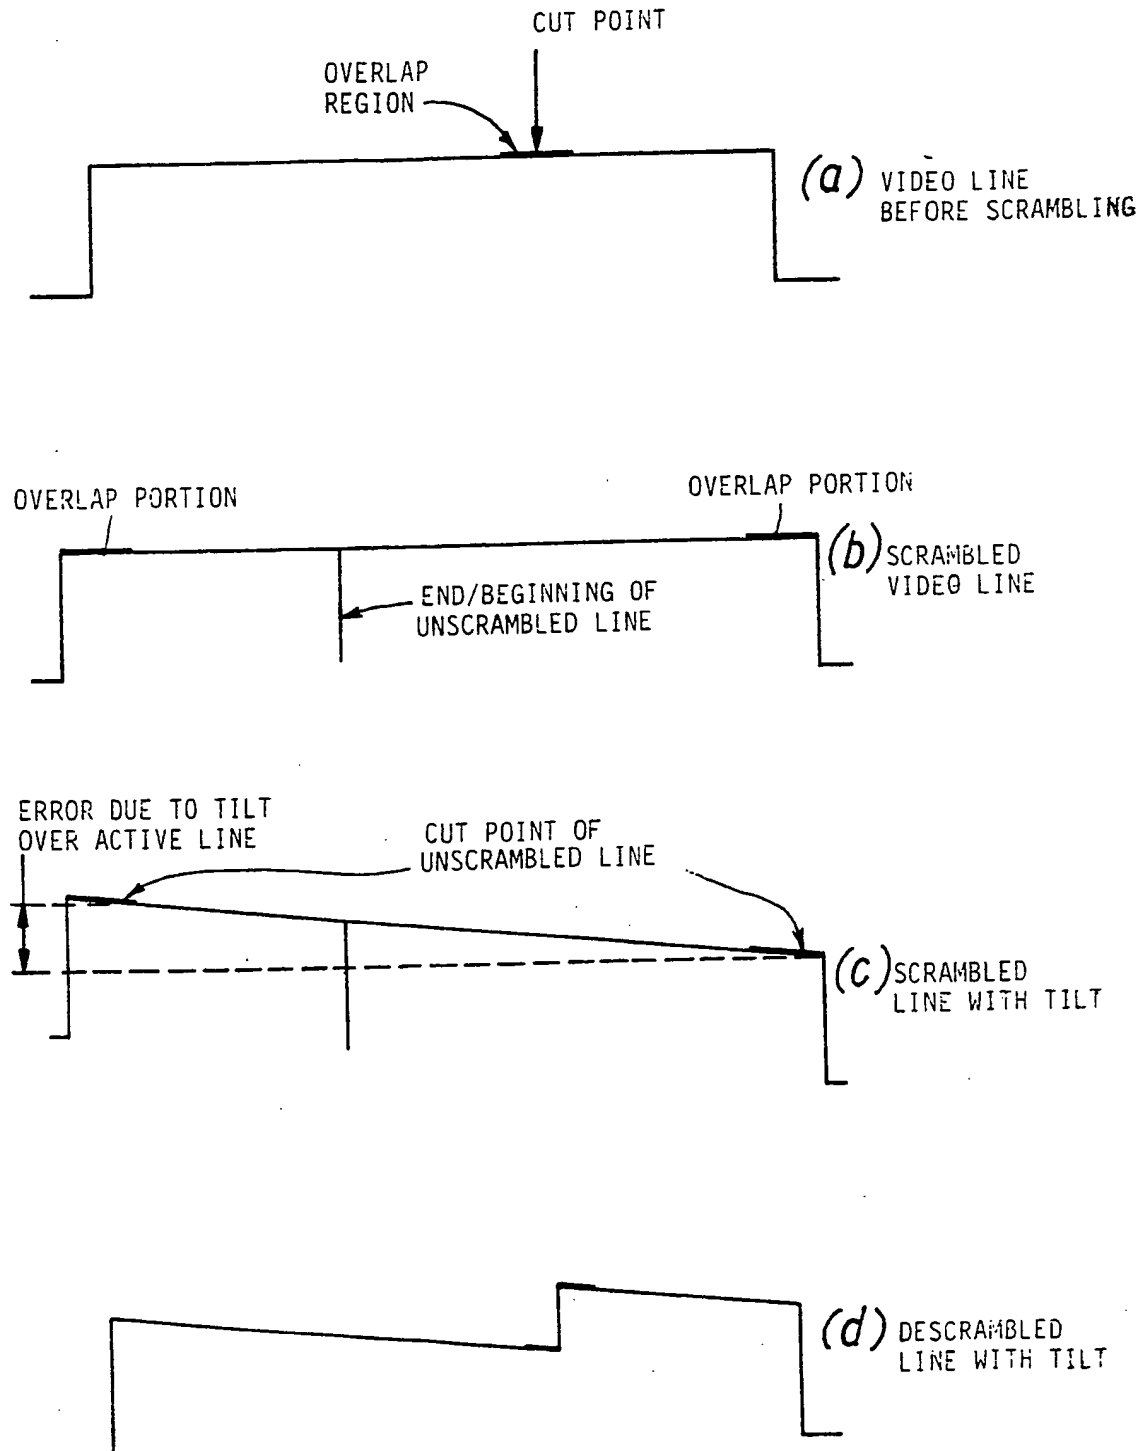 CUT POINT
OVERLAP
REGION
(a) VIDEO LINE
BEFORE SCRAMBLING
OVERLAP PORTION
OVERLAP PORTION
(b) SCRAMBLED
VIDEO LINE
END/BEGINNING OF
UNSCRAMBLED LINE
ERROR DUE TO TILT
OVER ACTIVE LINE
CUT POINT OF
UNSCRAMBLED LINE
(c) SCRAMBLED
LINE WITH TILT
(d) DESCRAMBLED
LINE WITH TILT